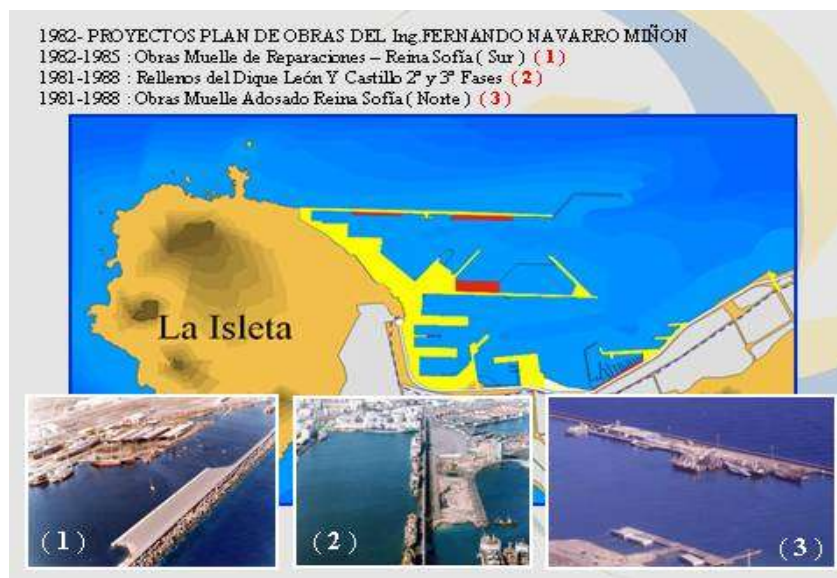 1982- PROYECTOS PLAN DE OBRAS DEL Ing.FERNANDO NAVARRO MIÑON
1982-1985 : Obras Muelle de Reparaciones – Reina Sofía ( Sur ) ( 1 )
1981-1988 : Rellenos del Dique León Y Castillo 2ª y 3ª Fases ( 2 )
1981-1988 : Obras Muelle Adosado Reina Sofía ( Norte ) ( 3 )
La Isleta
( 1 )
( 2 )
( 3 )